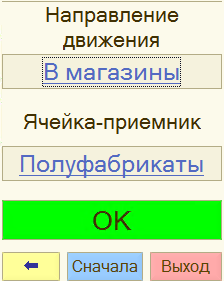 Направление
движения
В магазины
Ячейка-приемник
Полуфабрикаты
OK
Сначала
Выход